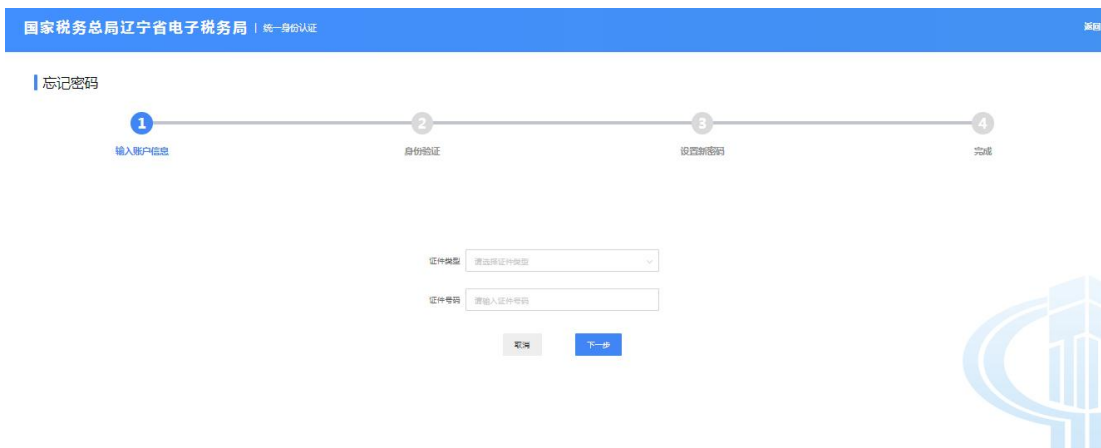 国家税务总局辽宁省电子税务局 | 统一身份认证
返回
忘记密码
1 2 3 4
输入账户信息 身份验证 设置新密码 完成
证件类型 请选择证件类型
证件号码 请输入证件号码
取消 下一步